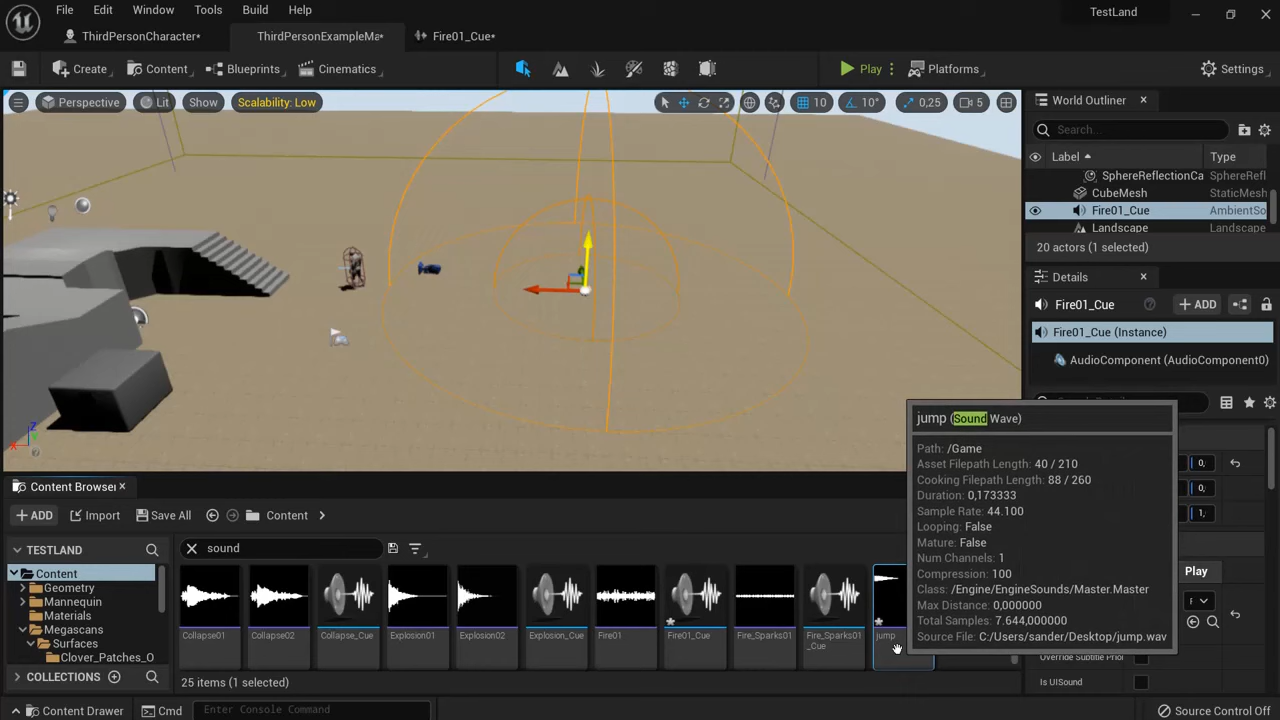 File Edit Window Tools Build Help
TestLand
ThirdPersonCharacter* ThirdPersonExampleMa* Fire01_Cue*
Create Content Blueprints Cinematics Play Platforms Settings
Perspective Lit Show Scalability: Low 10 10° 0,25 5
World Outliner
Search...
Label Type
SphereReflectionCa SphereRefl
CubeMesh StaticMesh
Fire01_Cue AmbientSo
Landscape Landscape
20 actors (1 selected)
Details
Fire01_Cue ADD
Fire01_Cue (Instance)
AudioComponent (AudioComponent0)
jump (Sound Wave)
Path: /Game
Asset Filepath Length: 40 / 210
Cooking Filepath Length: 88 / 260
Duration: 0,173333
Sample Rate: 44.100
Looping: False
Mature: False
Num Channels: 1
Compression: 100
Class: /Engine/EngineSounds/Master.Master
Max Distance: 0,000000
Total Samples: 7.644,000000
Source File: C:/Users/sander/Desktop/jump.wav
0,
0,
1,
Play
Is UISound
Content Browser
ADD Import Save All Content
TESTLAND
sound
Content
Geometry
Mannequin
Materials
Megascans
Surfaces
Clover_Patches_O
COLLECTIONS
Collapse01 Collapse02 Collapse_Cue Explosion01 Explosion02 Explosion_Cue Fire01 Fire01_Cue Fire_Sparks01 Fire_Sparks01_Cue jump
25 items (1 selected)
Content Drawer Cmd Enter Console Command Source Control Off